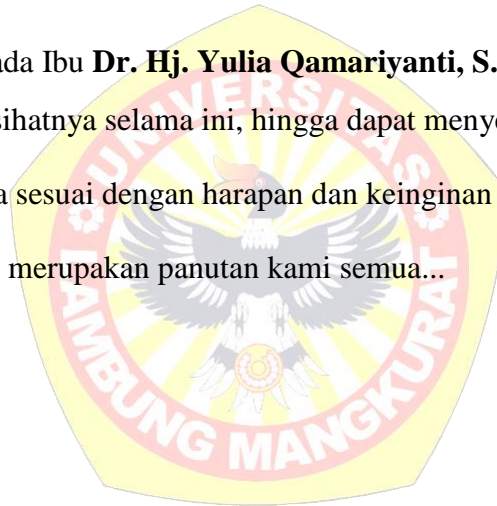 ada Ibu Dr. Hj. Yulia Qamariyanti, S.
sihatnya selama ini, hingga dapat menye
a sesuai dengan harapan dan keinginan
merupakan panutan kami semua...
UNIVERSITAS
LAMBUNG MANGKURAT